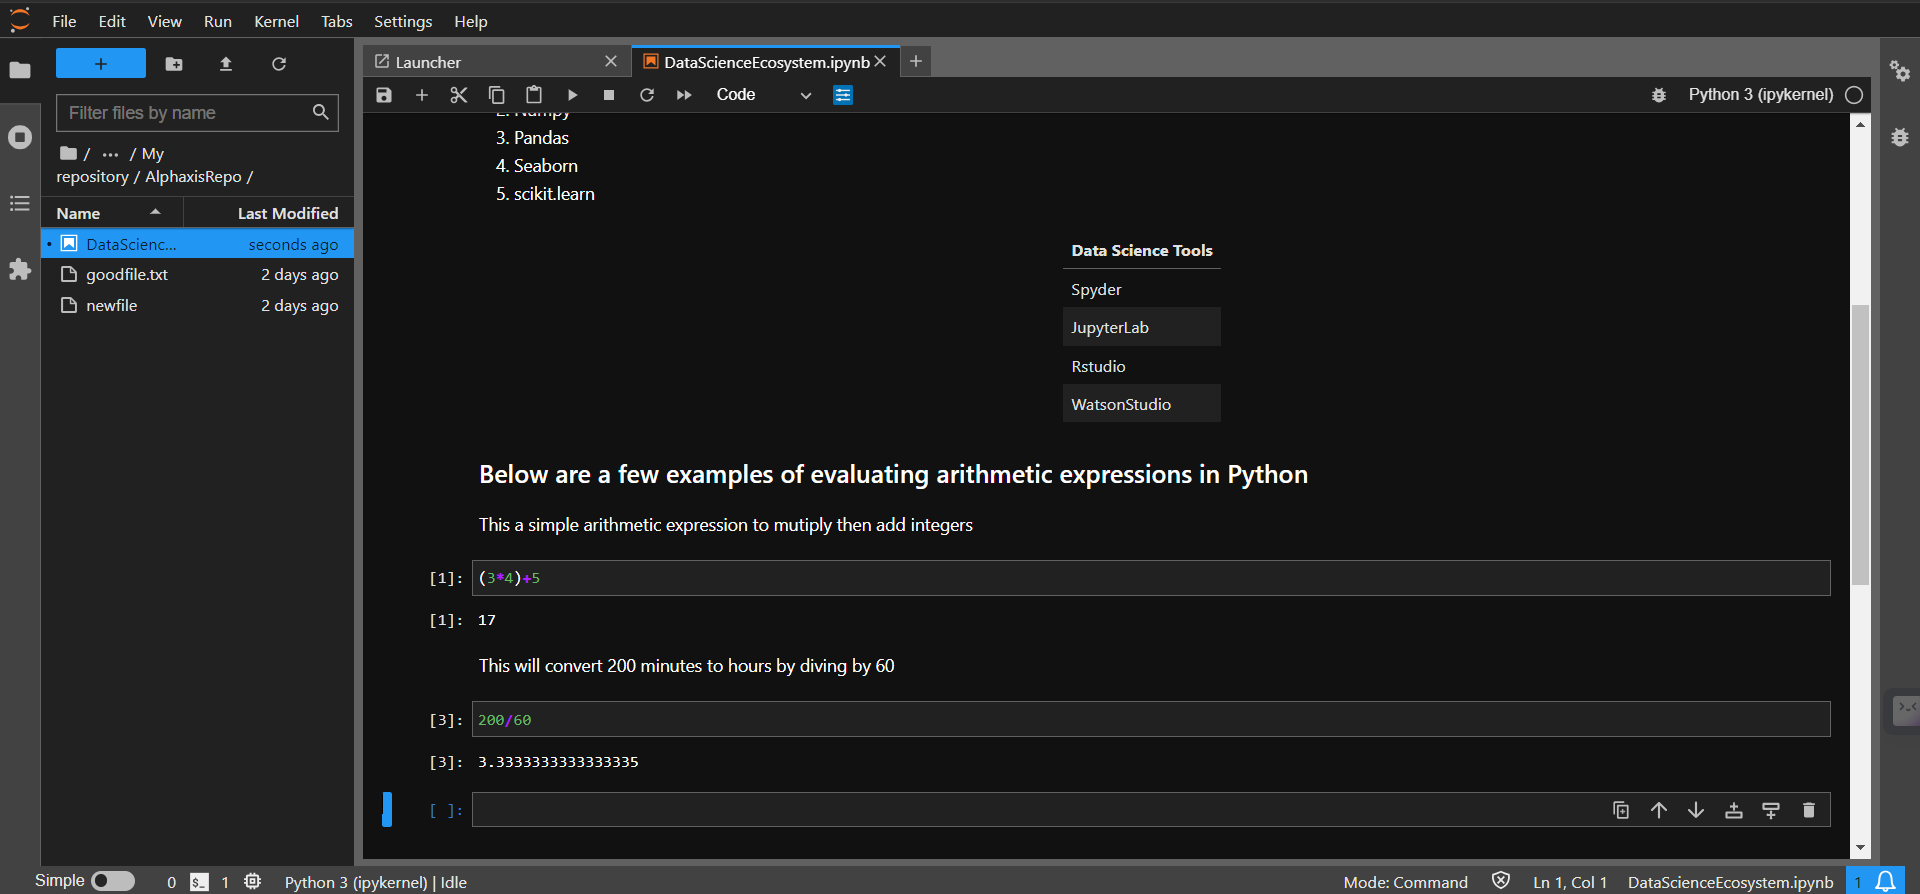 File Edit View Run Kernel Tabs Settings Help
+
Filter files by name
/ ... / My
repository / AlphaxisRepo /
Name Last Modified
DataScienc... seconds ago
goodfile.txt 2 days ago
newfile 2 days ago
Launcher
DataScienceEcosystem.ipynb
Code
Python 3 (ipykernel)
2. Numpy
3. Pandas
4. Seaborn
5. scikit.learn
Data Science Tools
Spyder
JupyterLab
Rstudio
WatsonStudio
Below are a few examples of evaluating arithmetic expressions in Python
This a simple arithmetic expression to mutiply then add integers
[1]: (3*4)+5
[1]: 17
This will convert 200 minutes to hours by diving by 60
[3]: 200/60
[3]: 3.3333333333333335
[ ]:
Simple 0 $_ 1 Python 3 (ipykernel) | Idle
Mode: Command Ln 1, Col 1 DataScienceEcosystem.ipynb 1